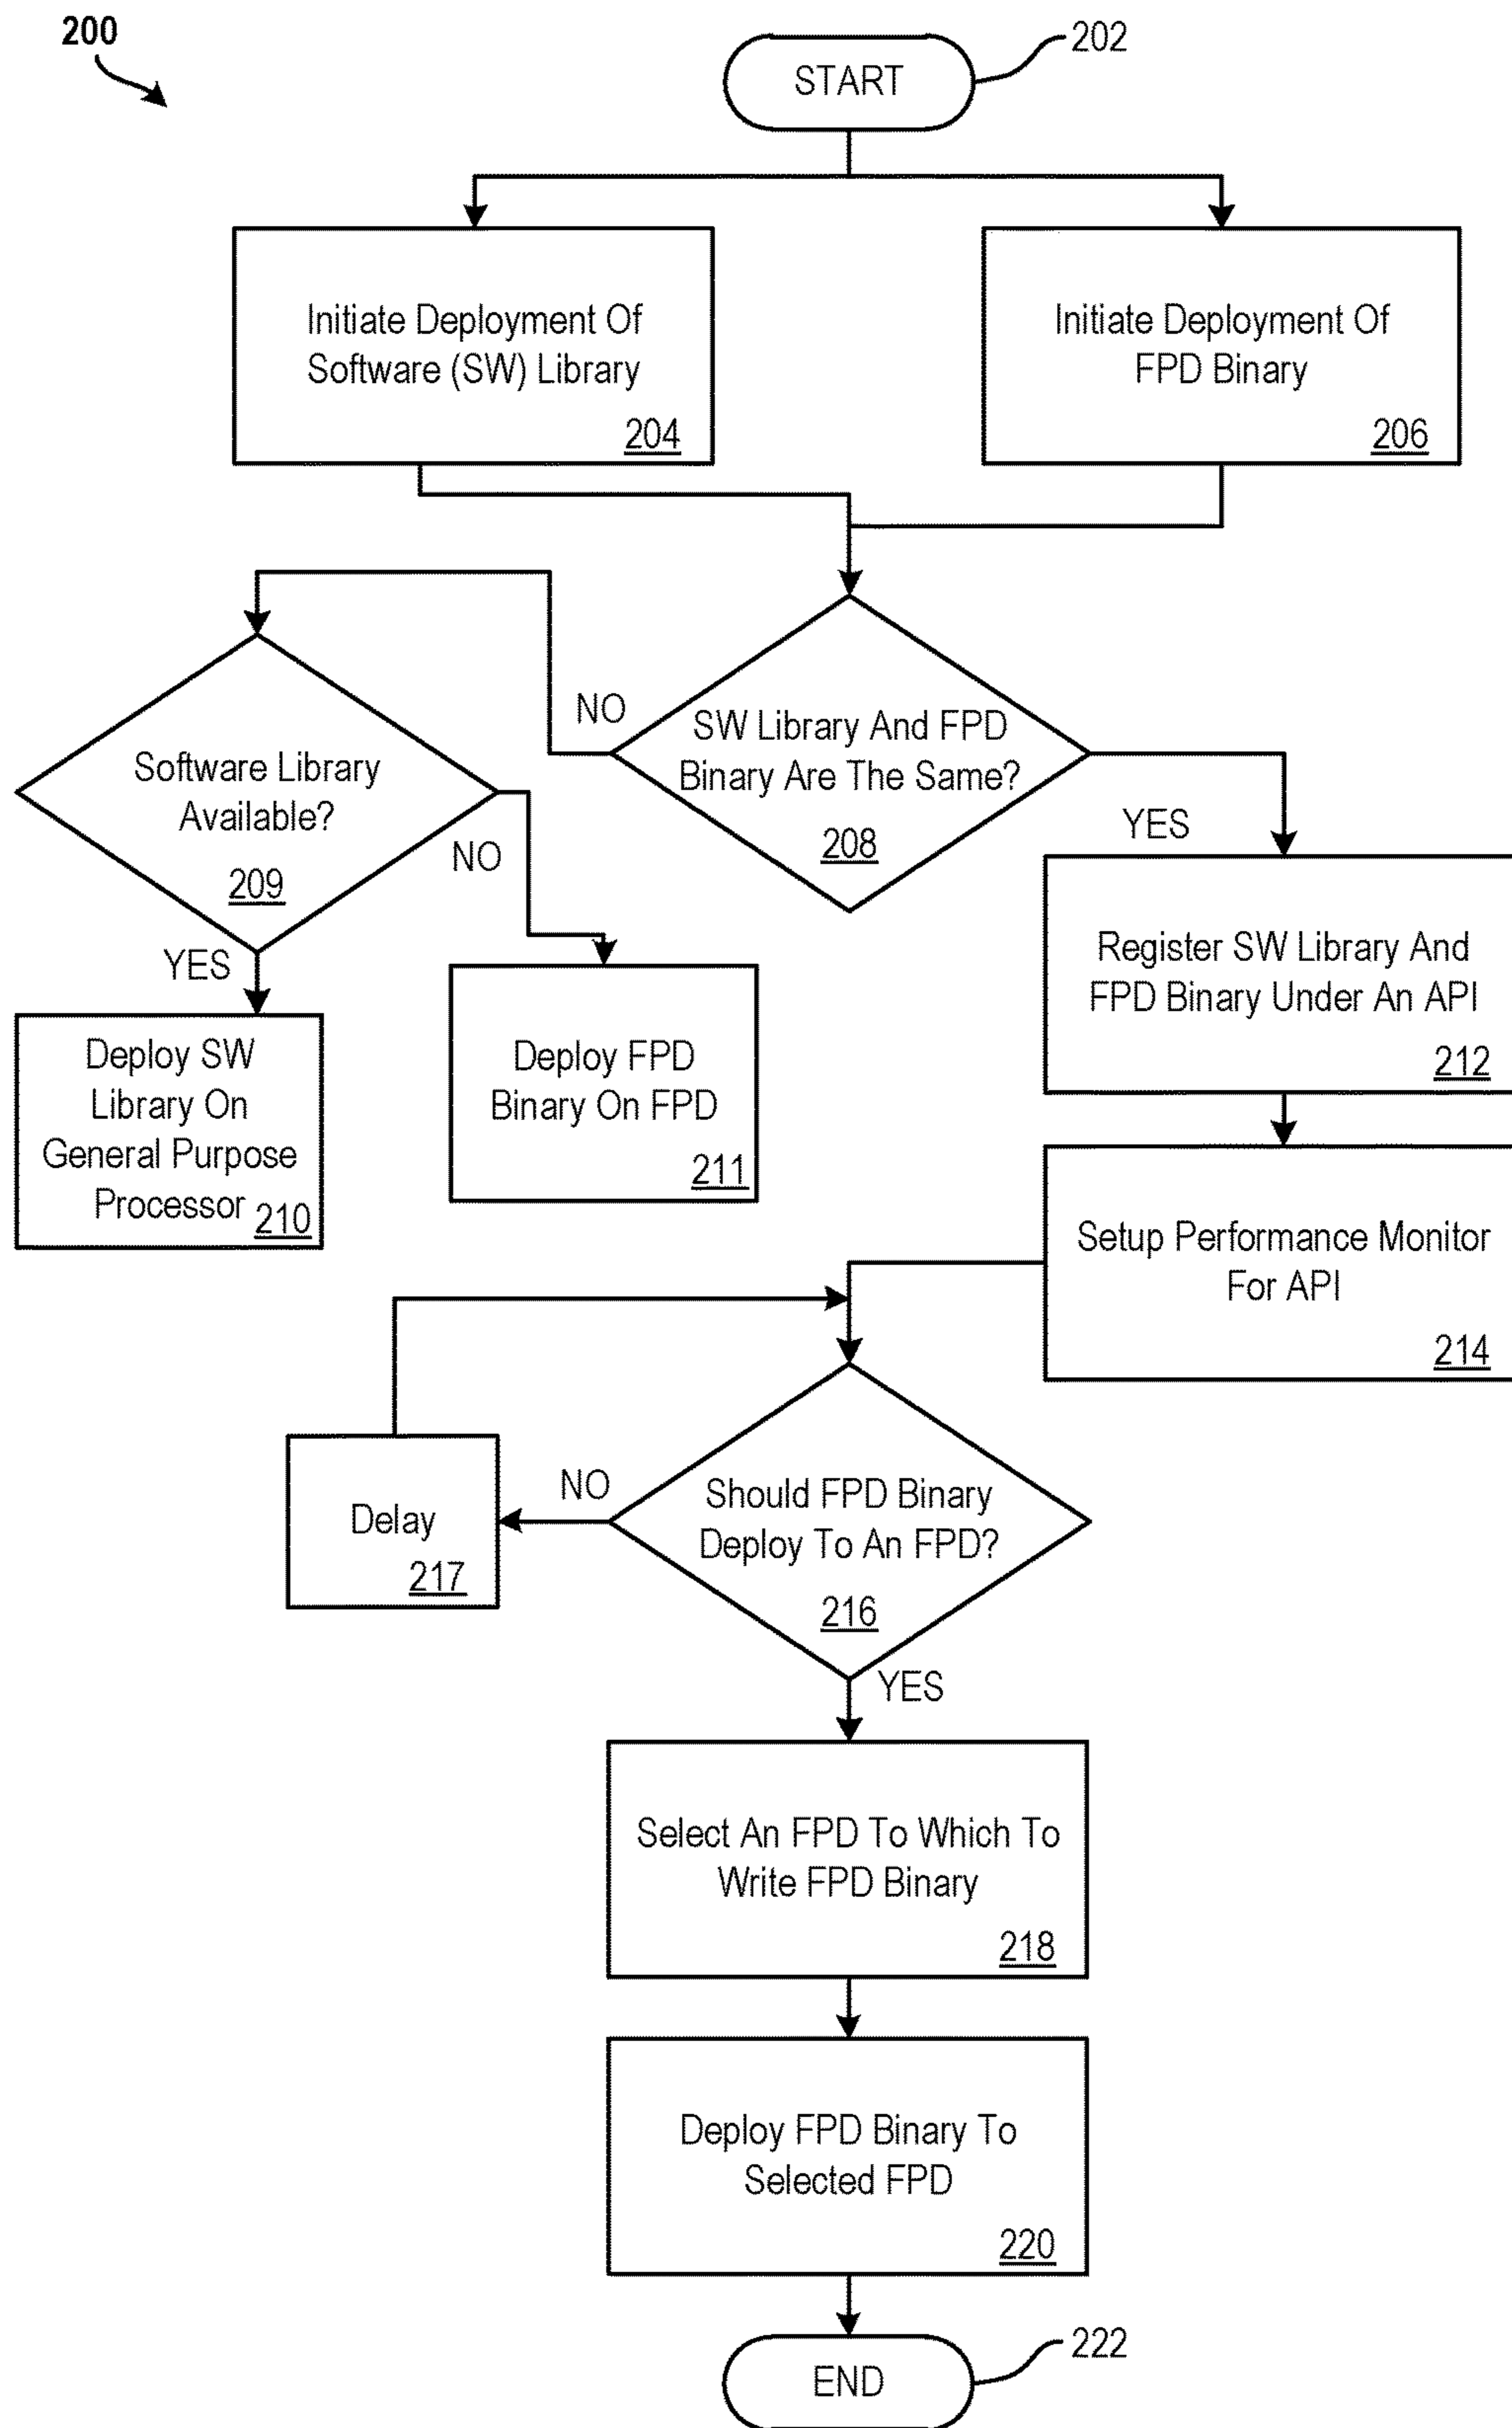 200
START
202
Initiate Deployment Of
Software (SW) Library
204
Initiate Deployment Of
FPD Binary
206
NO
SW Library And FPD
Binary Are The Same?
208
YES
Software Library
Available?
209
NO
YES
Deploy SW
Library On
General Purpose
Processor
210
Deploy FPD
Binary On FPD
211
Register SW Library And
FPD Binary Under An API
212
Setup Performance Monitor
For API
214
Delay
217
NO
Should FPD Binary
Deploy To An FPD?
216
YES
Select An FPD To Which To
Write FPD Binary
218
Deploy FPD Binary To
Selected FPD
220
END
222